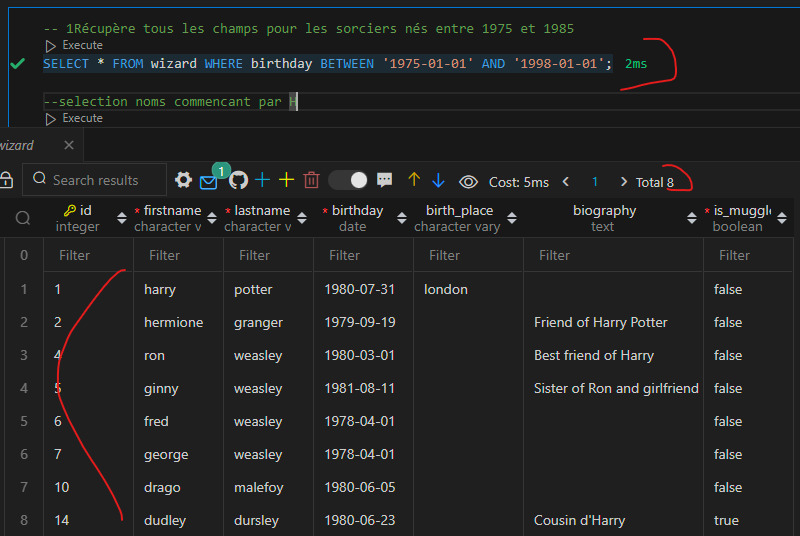 -- 1Récupère tous les champs pour les sorciers nés entre 1975 et 1985
Execute
SELECT * FROM wizard WHERE birthday BETWEEN '1975-01-01' AND '1998-01-01'; 2ms
--selection noms commencant par H
Execute
wizard
Search results 1 Cost: 5ms 1 Total 8
id * firstname * lastname * birthday birth_place biography * is_muggl
integer character v character v date character vary text boolean
0 Filter Filter Filter Filter Filter Filter Filter
1 1 harry potter 1980-07-31 london false
2 2 hermione granger 1979-09-19 Friend of Harry Potter false
3 4 ron weasley 1980-03-01 Best friend of Harry false
4 5 ginny weasley 1981-08-11 Sister of Ron and girlfriend false
5 6 fred weasley 1978-04-01 false
6 7 george weasley 1978-04-01 false
7 10 drago malefoy 1980-06-05 false
8 14 dudley dursley 1980-06-23 Cousin d'Harry true